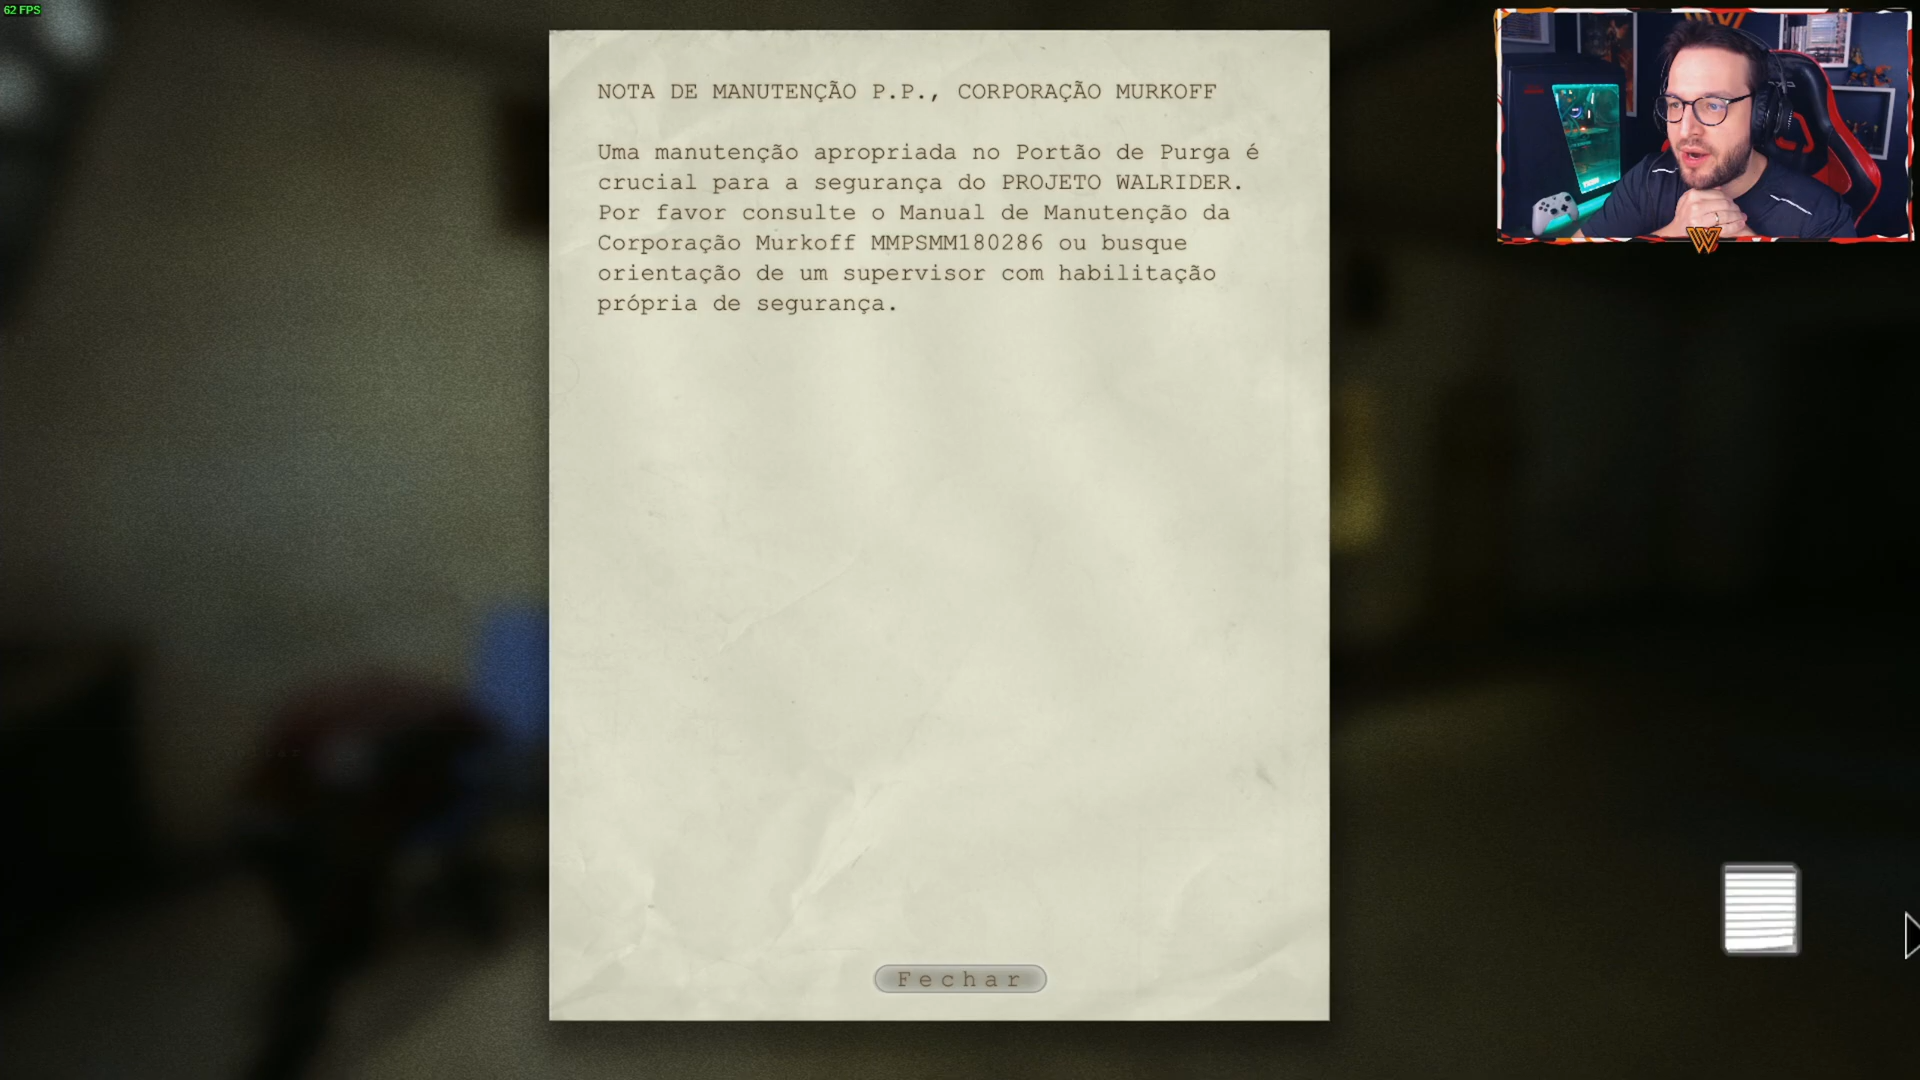 62 FPS
NOTA DE MANUTENÇÃO P.P., CORPORAÇÃO MURKOFF
Uma manutenção apropriada no Portão de Purga é
crucial para a segurança do PROJETO WALRIDER.
Por favor consulte o Manual de Manutenção da
Corporação Murkoff MMPSMM180286 ou busque
orientação de um supervisor com habilitação
própria de segurança.
Fechar